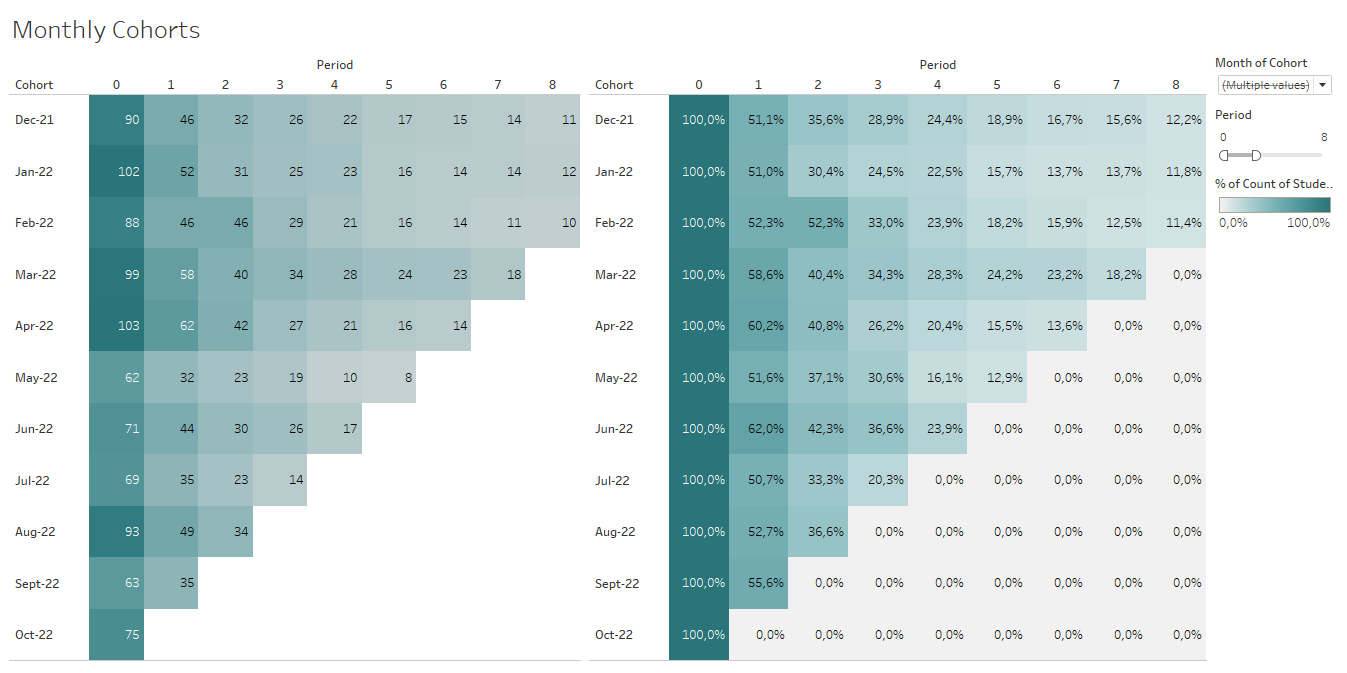 Monthly Cohorts
Period
Cohort 0 1 2 3 4 5 6 7 8
Dec-21 90 46 32 26 22 17 15 14 11
Jan-22 102 52 31 25 23 16 14 14 12
Feb-22 88 46 46 29 21 16 14 11 10
Mar-22 99 58 40 34 28 24 23 18
Apr-22 103 62 42 27 21 16 14
May-22 62 32 23 19 10 8
Jun-22 71 44 30 26 17
Jul-22 69 35 23 14
Aug-22 93 49 34
Sept-22 63 35
Oct-22 75
Period
Cohort 0 1 2 3 4 5 6 7 8
Dec-21 100,0% 51,1% 35,6% 28,9% 24,4% 18,9% 16,7% 15,6% 12,2%
Jan-22 100,0% 51,0% 30,4% 24,5% 22,5% 15,7% 13,7% 13,7% 11,8%
Feb-22 100,0% 52,3% 52,3% 33,0% 23,9% 18,2% 15,9% 12,5% 11,4%
Mar-22 100,0% 58,6% 40,4% 34,3% 28,3% 24,2% 23,2% 18,2% 0,0%
Apr-22 100,0% 60,2% 40,8% 26,2% 20,4% 15,5% 13,6% 0,0% 0,0%
May-22 100,0% 51,6% 37,1% 30,6% 16,1% 12,9% 0,0% 0,0% 0,0%
Jun-22 100,0% 62,0% 42,3% 36,6% 23,9% 0,0% 0,0% 0,0% 0,0%
Jul-22 100,0% 50,7% 33,3% 20,3% 0,0% 0,0% 0,0% 0,0% 0,0%
Aug-22 100,0% 52,7% 36,6% 0,0% 0,0% 0,0% 0,0% 0,0% 0,0%
Sept-22 100,0% 55,6% 0,0% 0,0% 0,0% 0,0% 0,0% 0,0% 0,0%
Oct-22 100,0% 0,0% 0,0% 0,0% 0,0% 0,0% 0,0% 0,0% 0,0%
Month of Cohort
(Multiple values)
Period
0 8
% of Count of Stude..
0,0% 100,0%